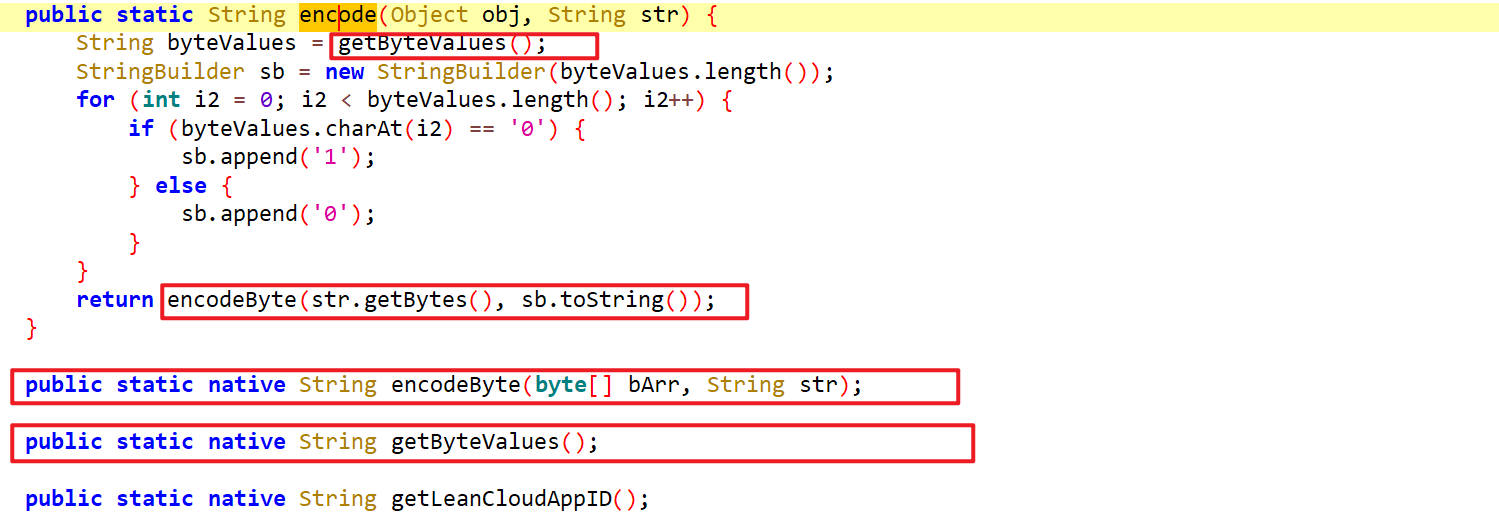 public static String encode(Object obj, String str) {
    String byteValues = getByteValues();
    StringBuilder sb = new StringBuilder(byteValues.length());
    for (int i2 = 0; i2 < byteValues.length(); i2++) {
        if (byteValues.charAt(i2) == '0') {
            sb.append('1');
        } else {
            sb.append('0');
        }
    }
    return encodeByte(str.getBytes(), sb.toString());
}
public static native String encodeByte(byte[] bArr, String str);
public static native String getByteValues();
public static native String getLeanCloudAppID();